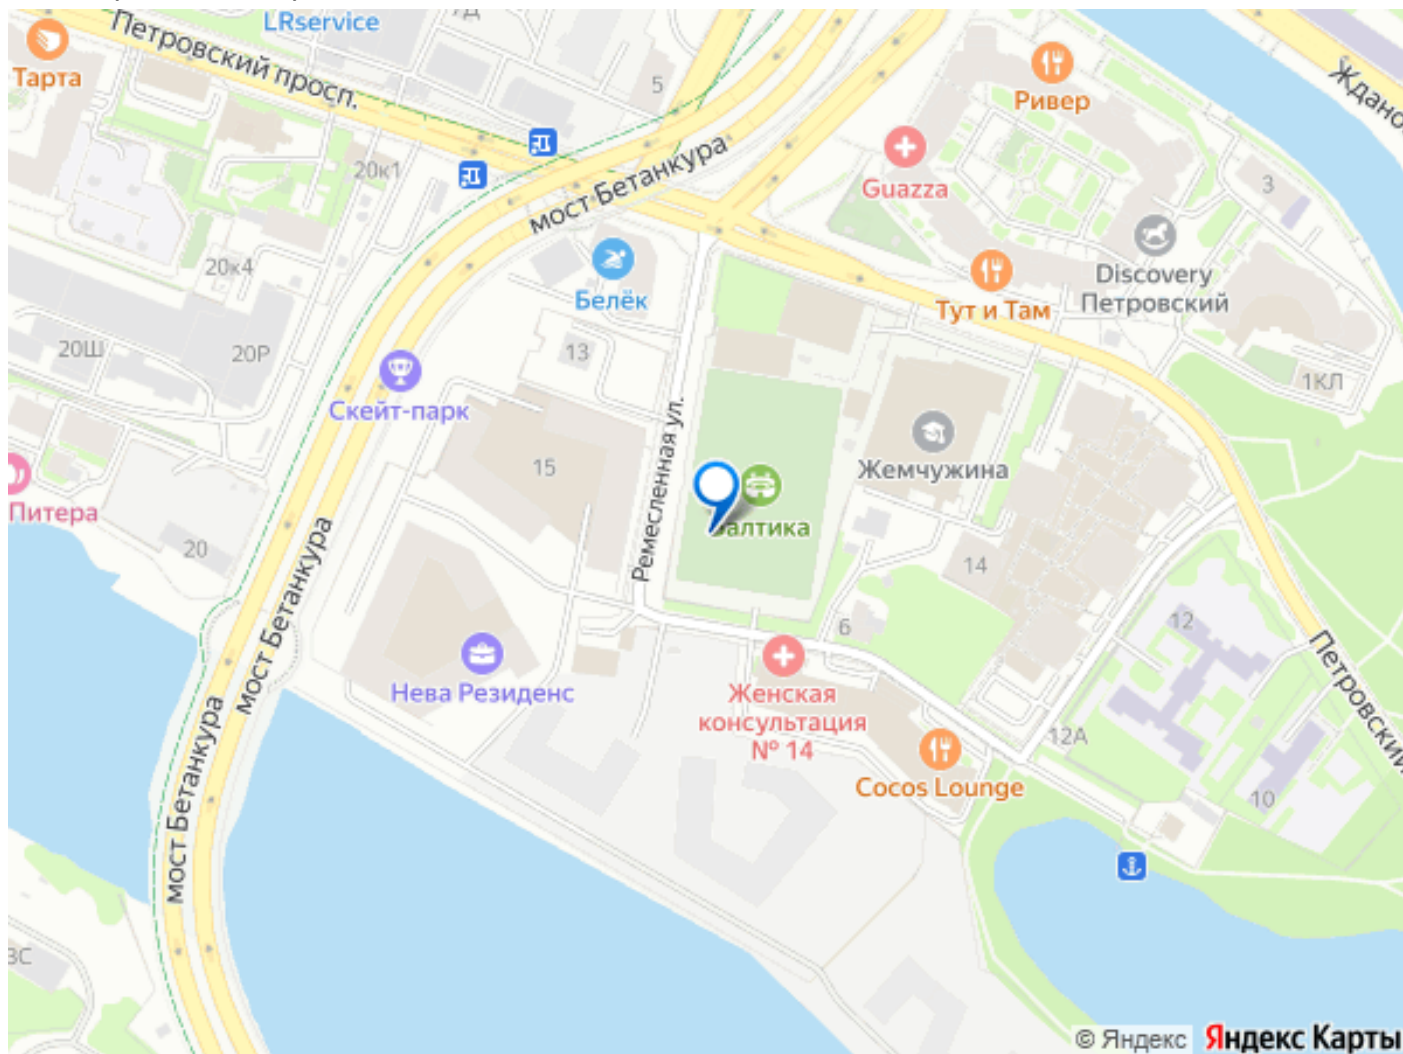 LRservice
7Д
Петровский просп.
Тарта
5
Ривер
Guazza
3
20к1
мост Бетанкура
20к4
Белёк
Discovery
Петровский
Тут и Там
20Ш
20Р
13
1КЛ
Скейт-парк
Ремесленная ул.
15
Жемчужина
Питера
20
14
мост Бетанкура
6
12
Петровский
Нева Резиденс
Женская
консультация
№ 14
12А
мост Бетанкура
Cocos Lounge
10
3С
© Яндекс Яндекс Карты